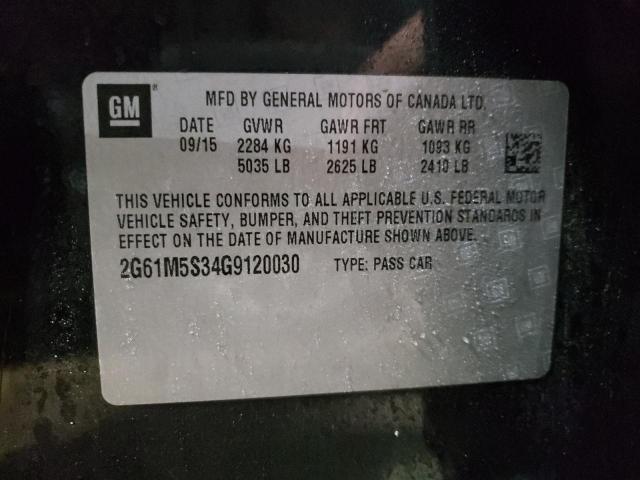 GM ®
MFD BY GENERAL MOTORS OF CANADA LTD.
DATE GVWR GAWR FRT GAWR RR
09/15 2284 KG 1191 KG 1093 KG
5035 LB 2625 LB 2410 LB
THIS VEHICLE CONFORMS TO ALL APPLICABLE U.S. FEDERAL MOTOR
VEHICLE SAFETY, BUMPER, AND THEFT PREVENTION STANDARDS IN
EFFECT ON THE DATE OF MANUFACTURE SHOWN ABOVE.
2G61M5S34G9120030 TYPE: PASS CAR